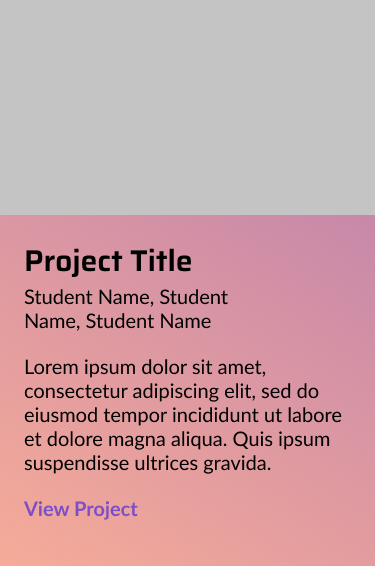 Project Title
Student Name, Student
Name, Student Name
Lorem ipsum dolor sit amet,
consectetur adipiscing elit, sed do
eiusmod tempor incididunt ut labore
et dolore magna aliqua. Quis ipsum
suspendisse ultrices gravida.
View Project